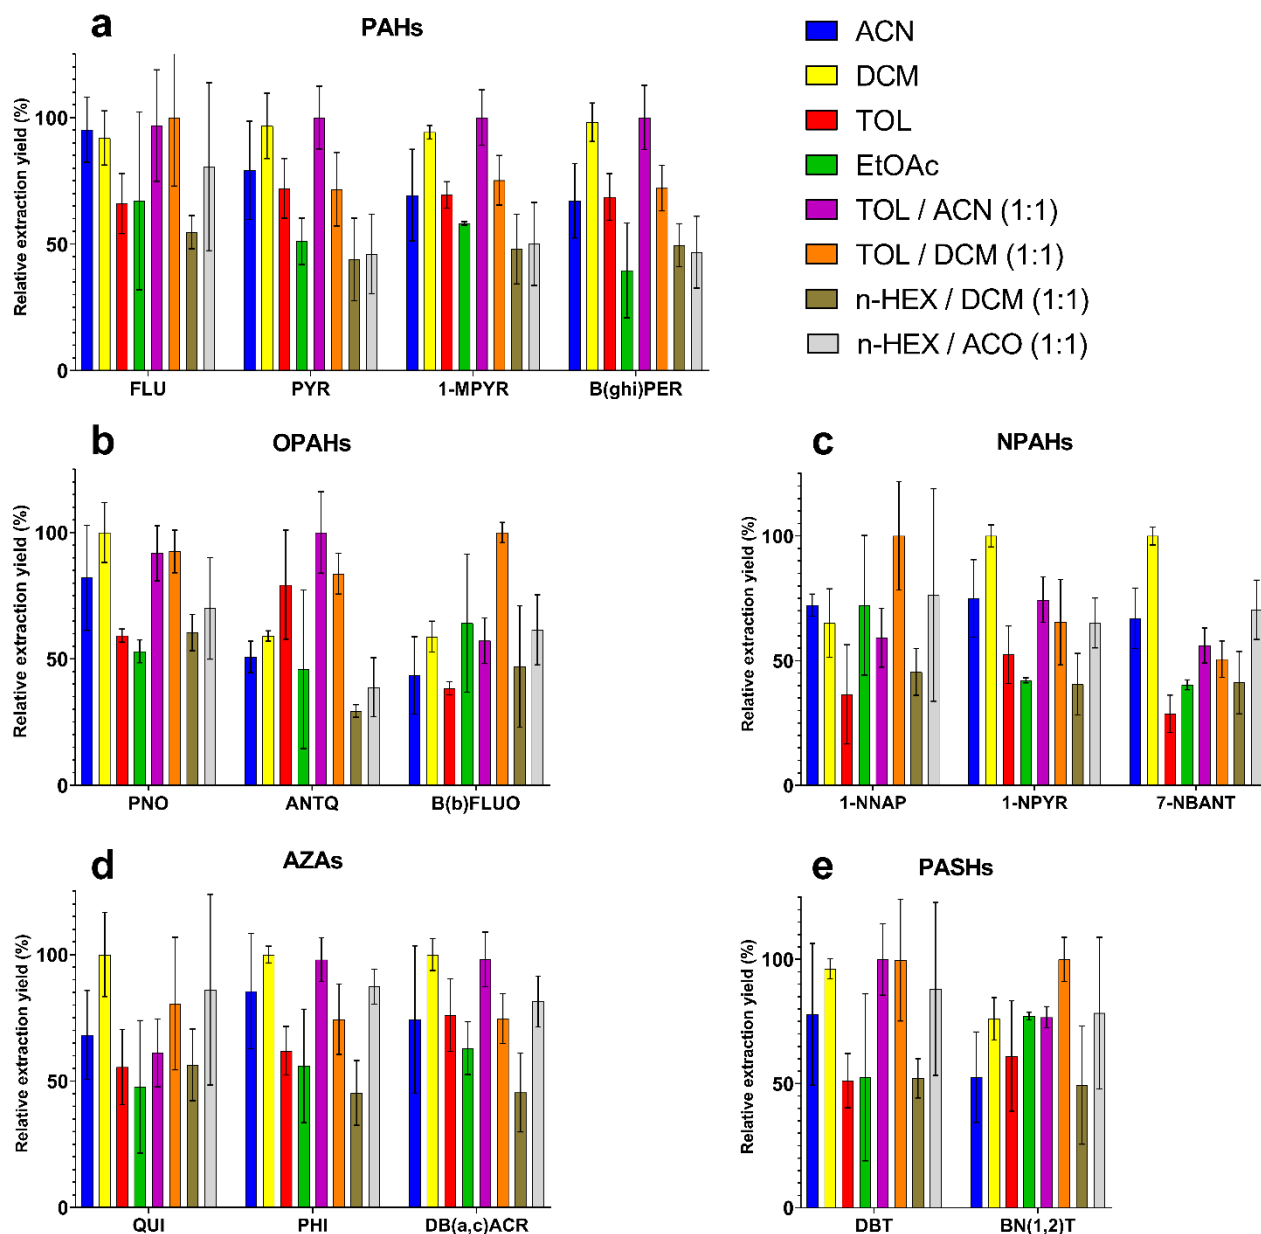 a
PAHs
Relative extraction yield (%)
100
50
0
FLU
PYR
1-MPYR
B(ghi)PER
ACN
DCM
TOL
EtOAc
TOL / ACN (1:1)
TOL / DCM (1:1)
n-HEX / DCM (1:1)
n-HEX / ACO (1:1)
b
OPAHs
Relative extraction yield (%)
100
50
0
PNO
ANTQ
B(b)FLUO
c
NPAHs
Relative extraction yield (%)
100
50
0
1-NNAP
1-NPYR
7-NBANT
d
AZAs
Relative extraction yield (%)
100
50
0
QUI
PHI
DB(a,c)ACR
e
PASHs
Relative extraction yield (%)
100
50
0
DBT
BN(1,2)T